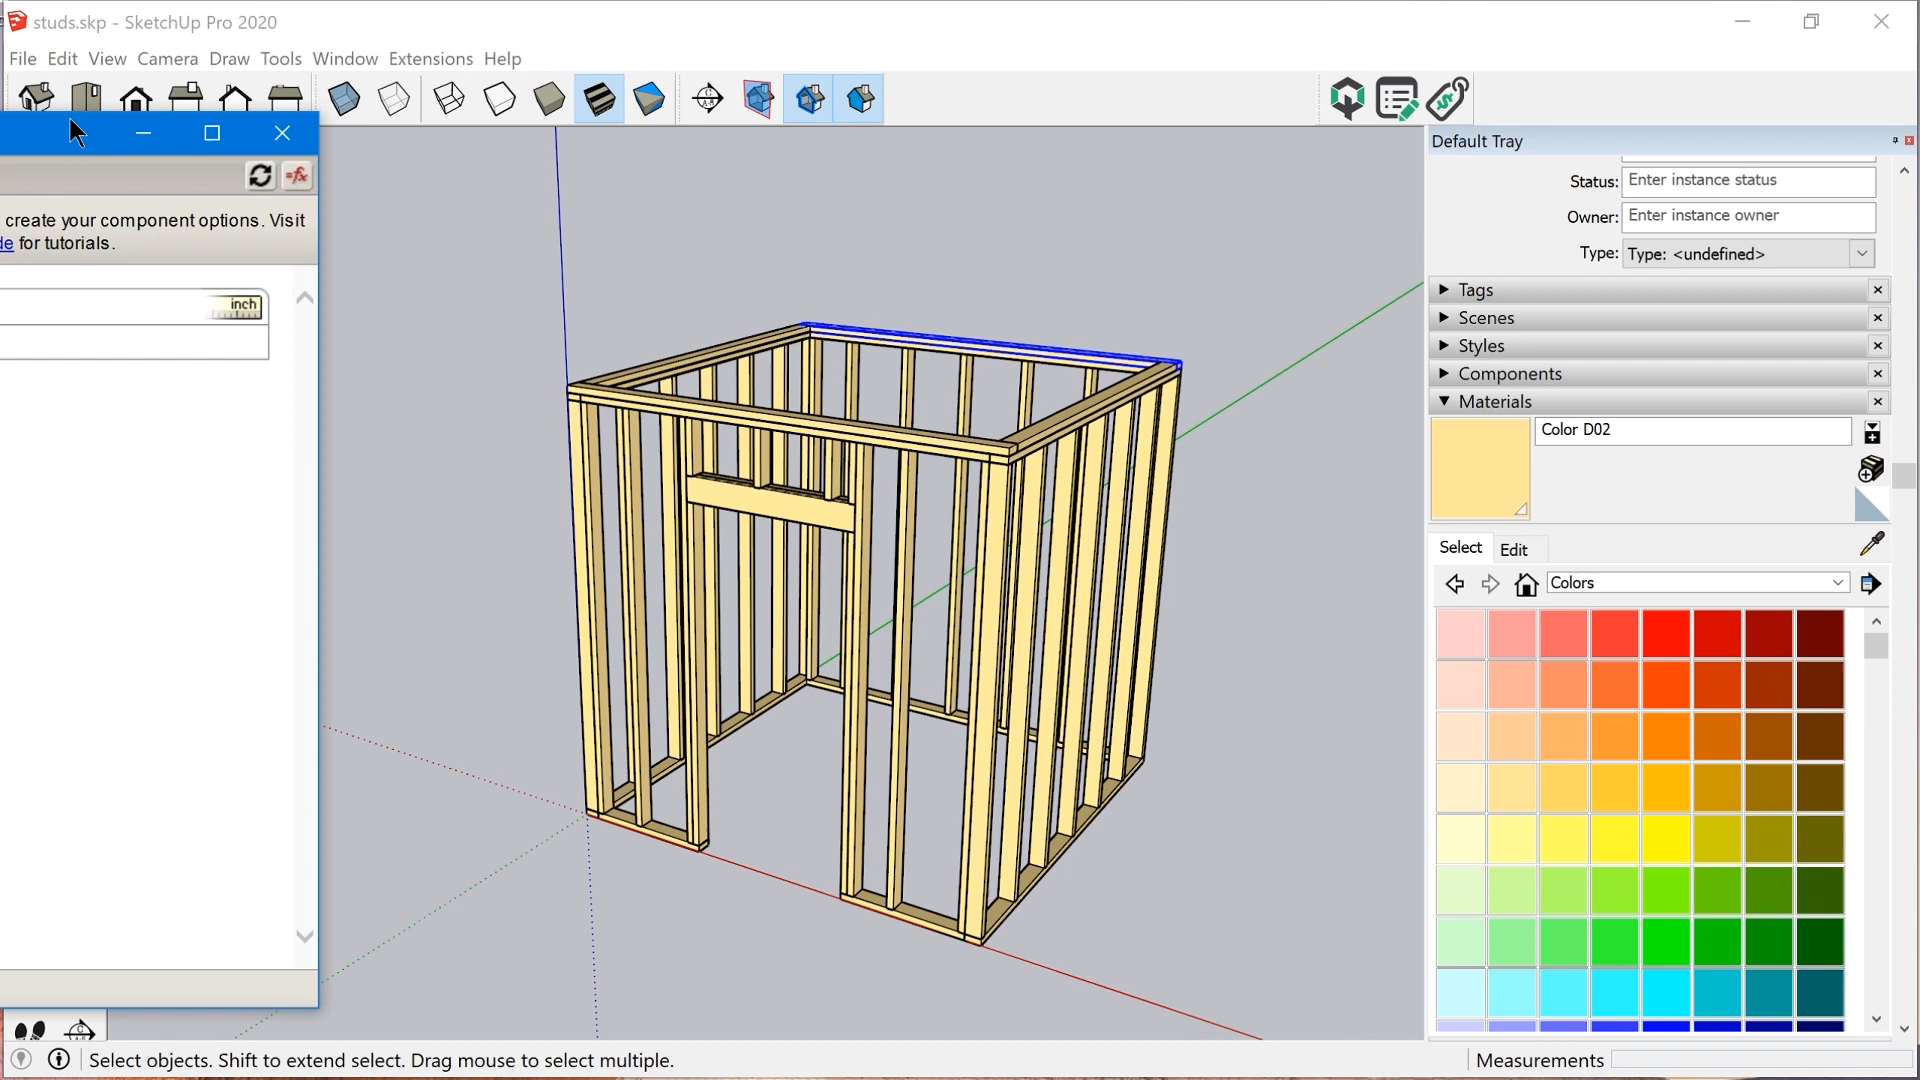 studs.skp - SketchUp Pro 2020
File Edit View Camera Draw Tools Window Extensions Help
=fx
create your component options. Visit
de for tutorials.
inch
Default Tray
Status: Enter instance status
Owner: Enter instance owner
Type: Type: <undefined>
Tags
Scenes
Styles
Components
Materials
Color D02
Select Edit
Colors
Select objects. Shift to extend select. Drag mouse to select multiple.
Measurements